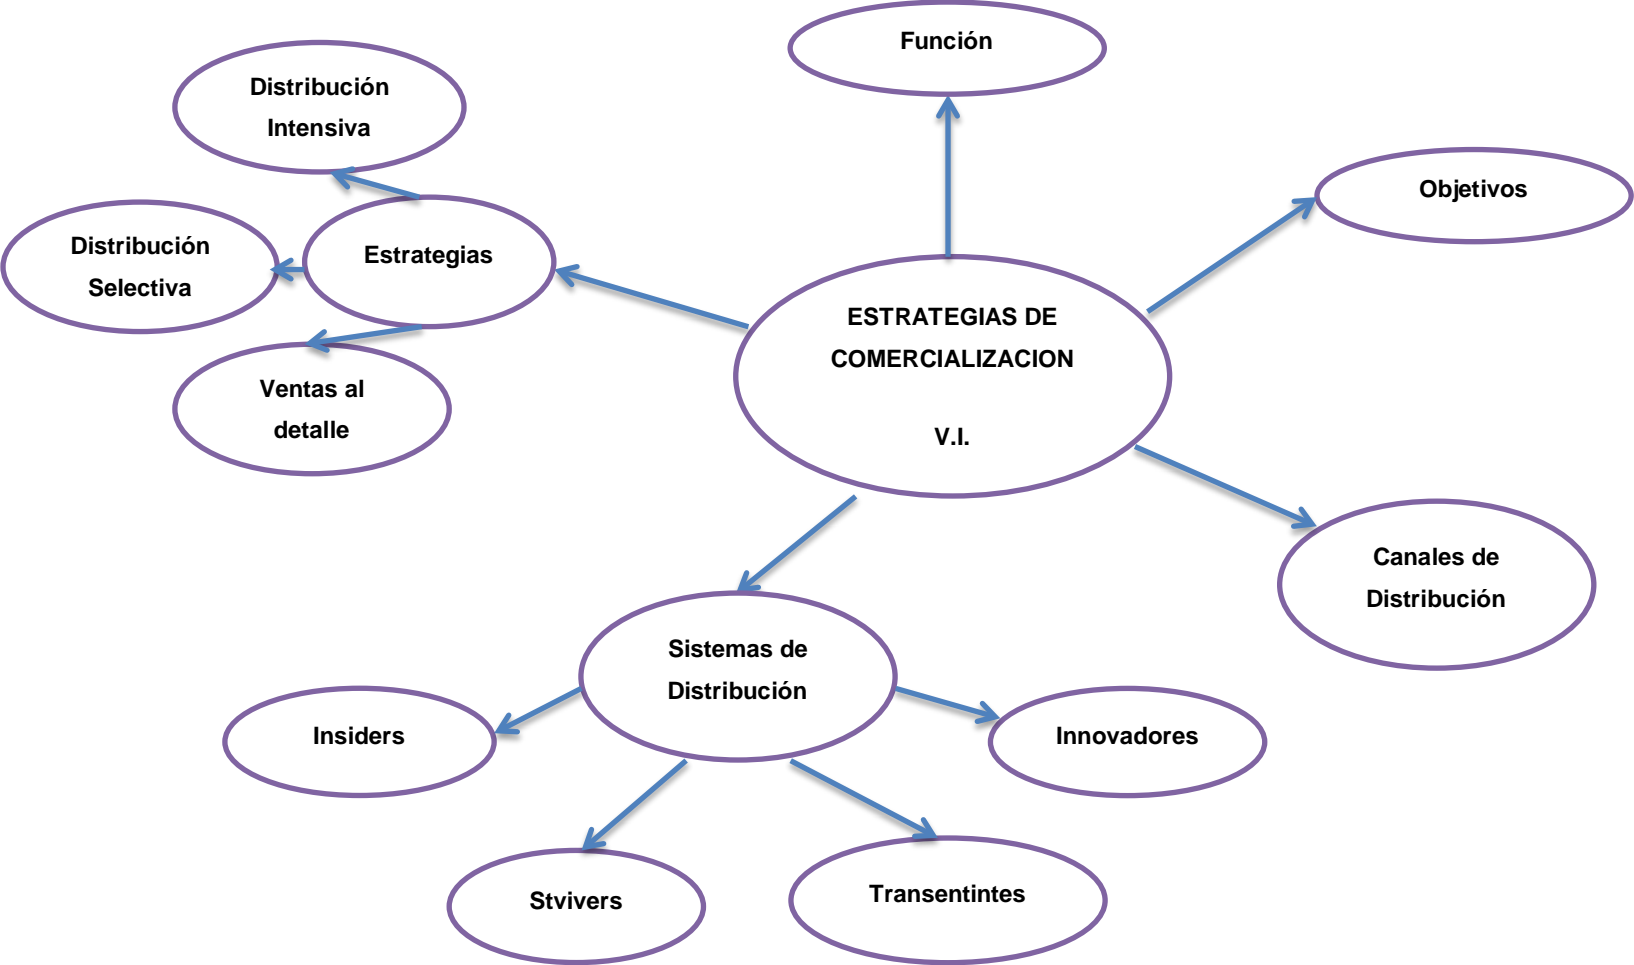 Función
Distribución
Intensiva
Objetivos
Distribución
Selectiva
Estrategias
ESTRATEGIAS DE
COMERCIALIZACION
V.I.
Ventas al
detalle
Canales de
Distribución
Sistemas de
Distribución
Insiders
Innovadores
Stvivers
Transentintes